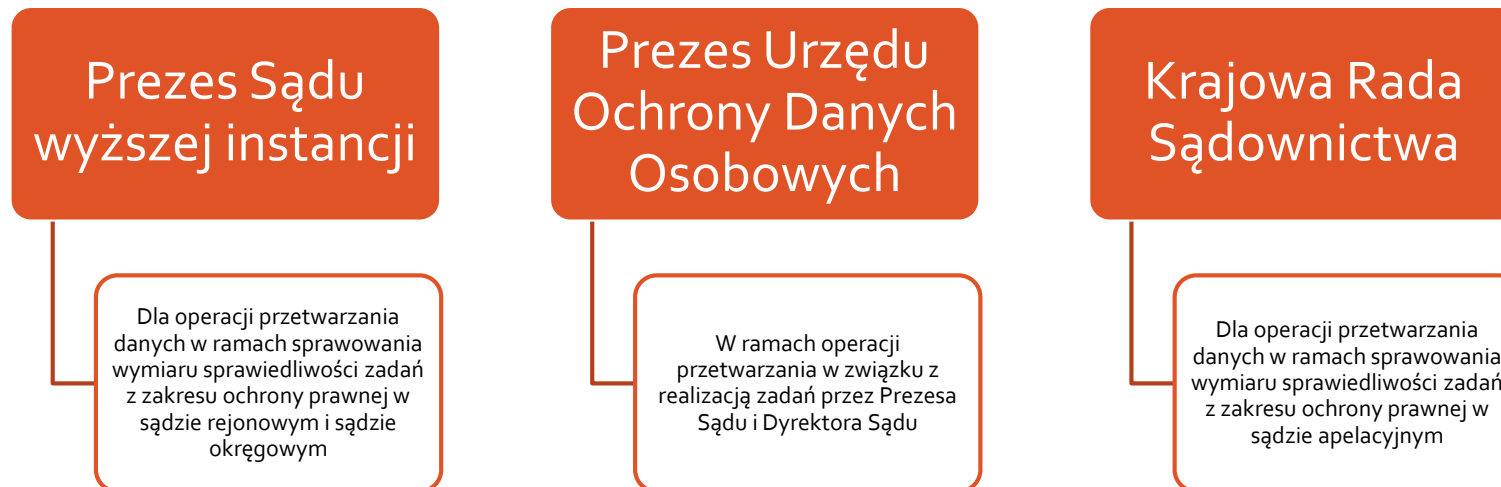 Prezes Sądu
wyższej instancji
Dla operacji przetwarzania
danych w ramach sprawowania
wymiaru sprawiedliwości zadań
z zakresu ochrony prawnej w
sądzie rejonowym i sądzie
okręgowym
Prezes Urzędu
Ochrony Danych
Osobowych
W ramach operacji
przetwarzania w związku z
realizacją zadań przez Prezesa
Sądu i Dyrektora Sądu
Krajowa Rada
Sądownictwa
Dla operacji przetwarzania
danych w ramach sprawowania
wymiaru sprawiedliwości zadań
z zakresu ochrony prawnej w
sądzie apelacyjnym